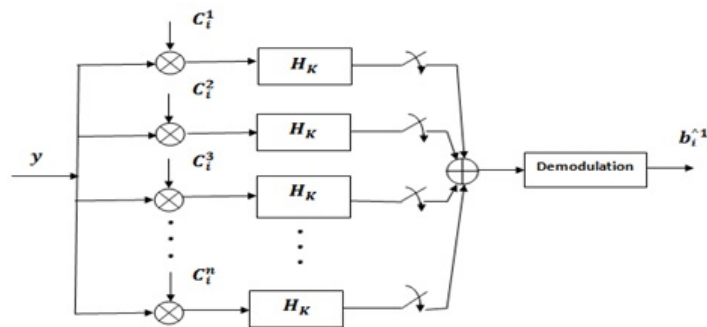 C_i^1
H_K
C_i^2
H_K
y
C_i^3
H_K
Demodulation
b_i^^1
C_i^n
H_K